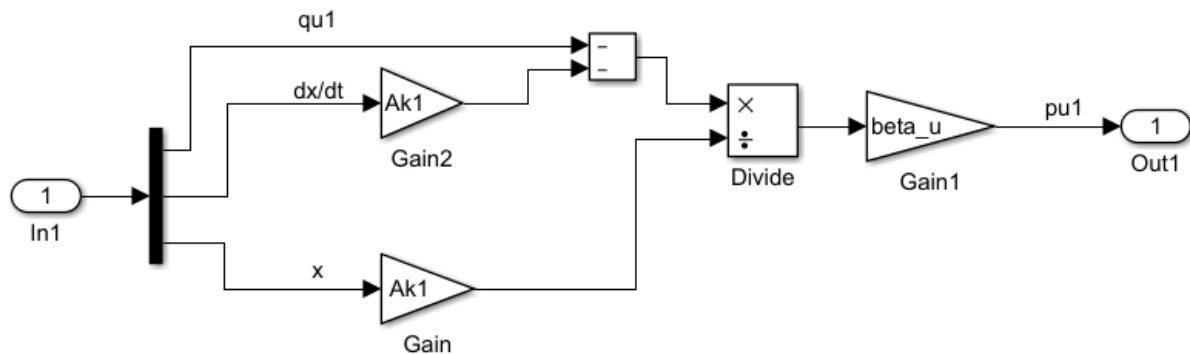 qu1
−
−
dx/dt
Ak1
Gain2
×
÷
Divide
beta_u
Gain1
pu1
1
Out1
1
In1
x
Ak1
Gain